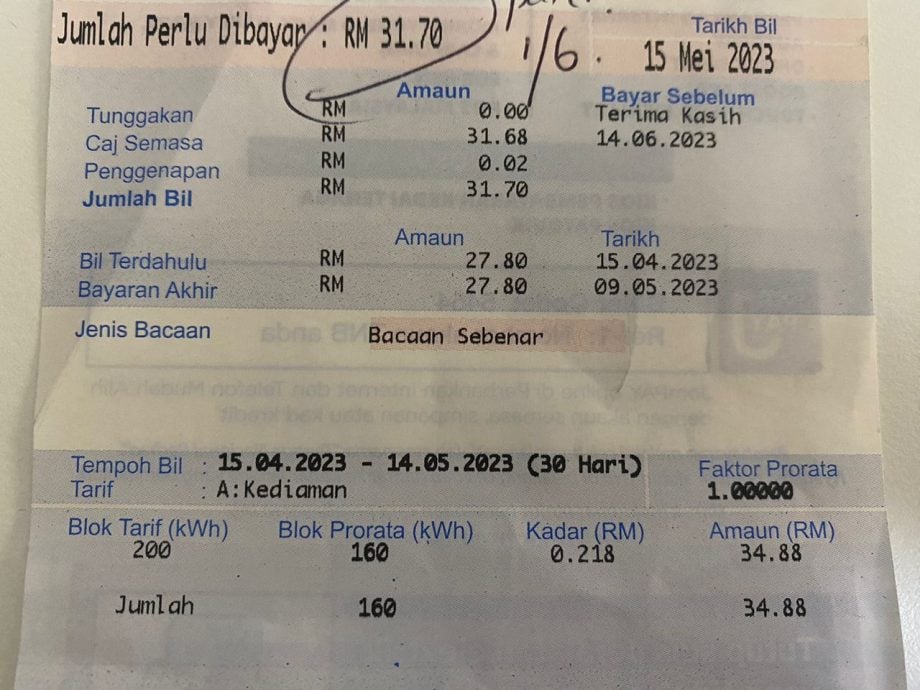 Jumlah Perlu Dibayar : RM 31.70
1/6.
Tarikh Bil
15 Mei 2023
Amaun
Bayar Sebelum
Tunggakan RM 0.00 Terima Kasih
Caj Semasa RM 31.68 14.06.2023
Penggenapan RM 0.02
Jumlah Bil RM 31.70
Amaun Tarikh
Bil Terdahulu RM 27.80 15.04.2023
Bayaran Akhir RM 27.80 09.05.2023
Jenis Bacaan Bacaan Sebenar
Tempoh Bil : 15.04.2023 - 14.05.2023 (30 Hari) Faktor Prorata
Tarif : A:Kediaman 1.00000
Blok Tarif (kWh) Blok Prorata (kWh) Kadar (RM) Amaun (RM)
200 160 0.218 34.88
Jumlah 160 34.88